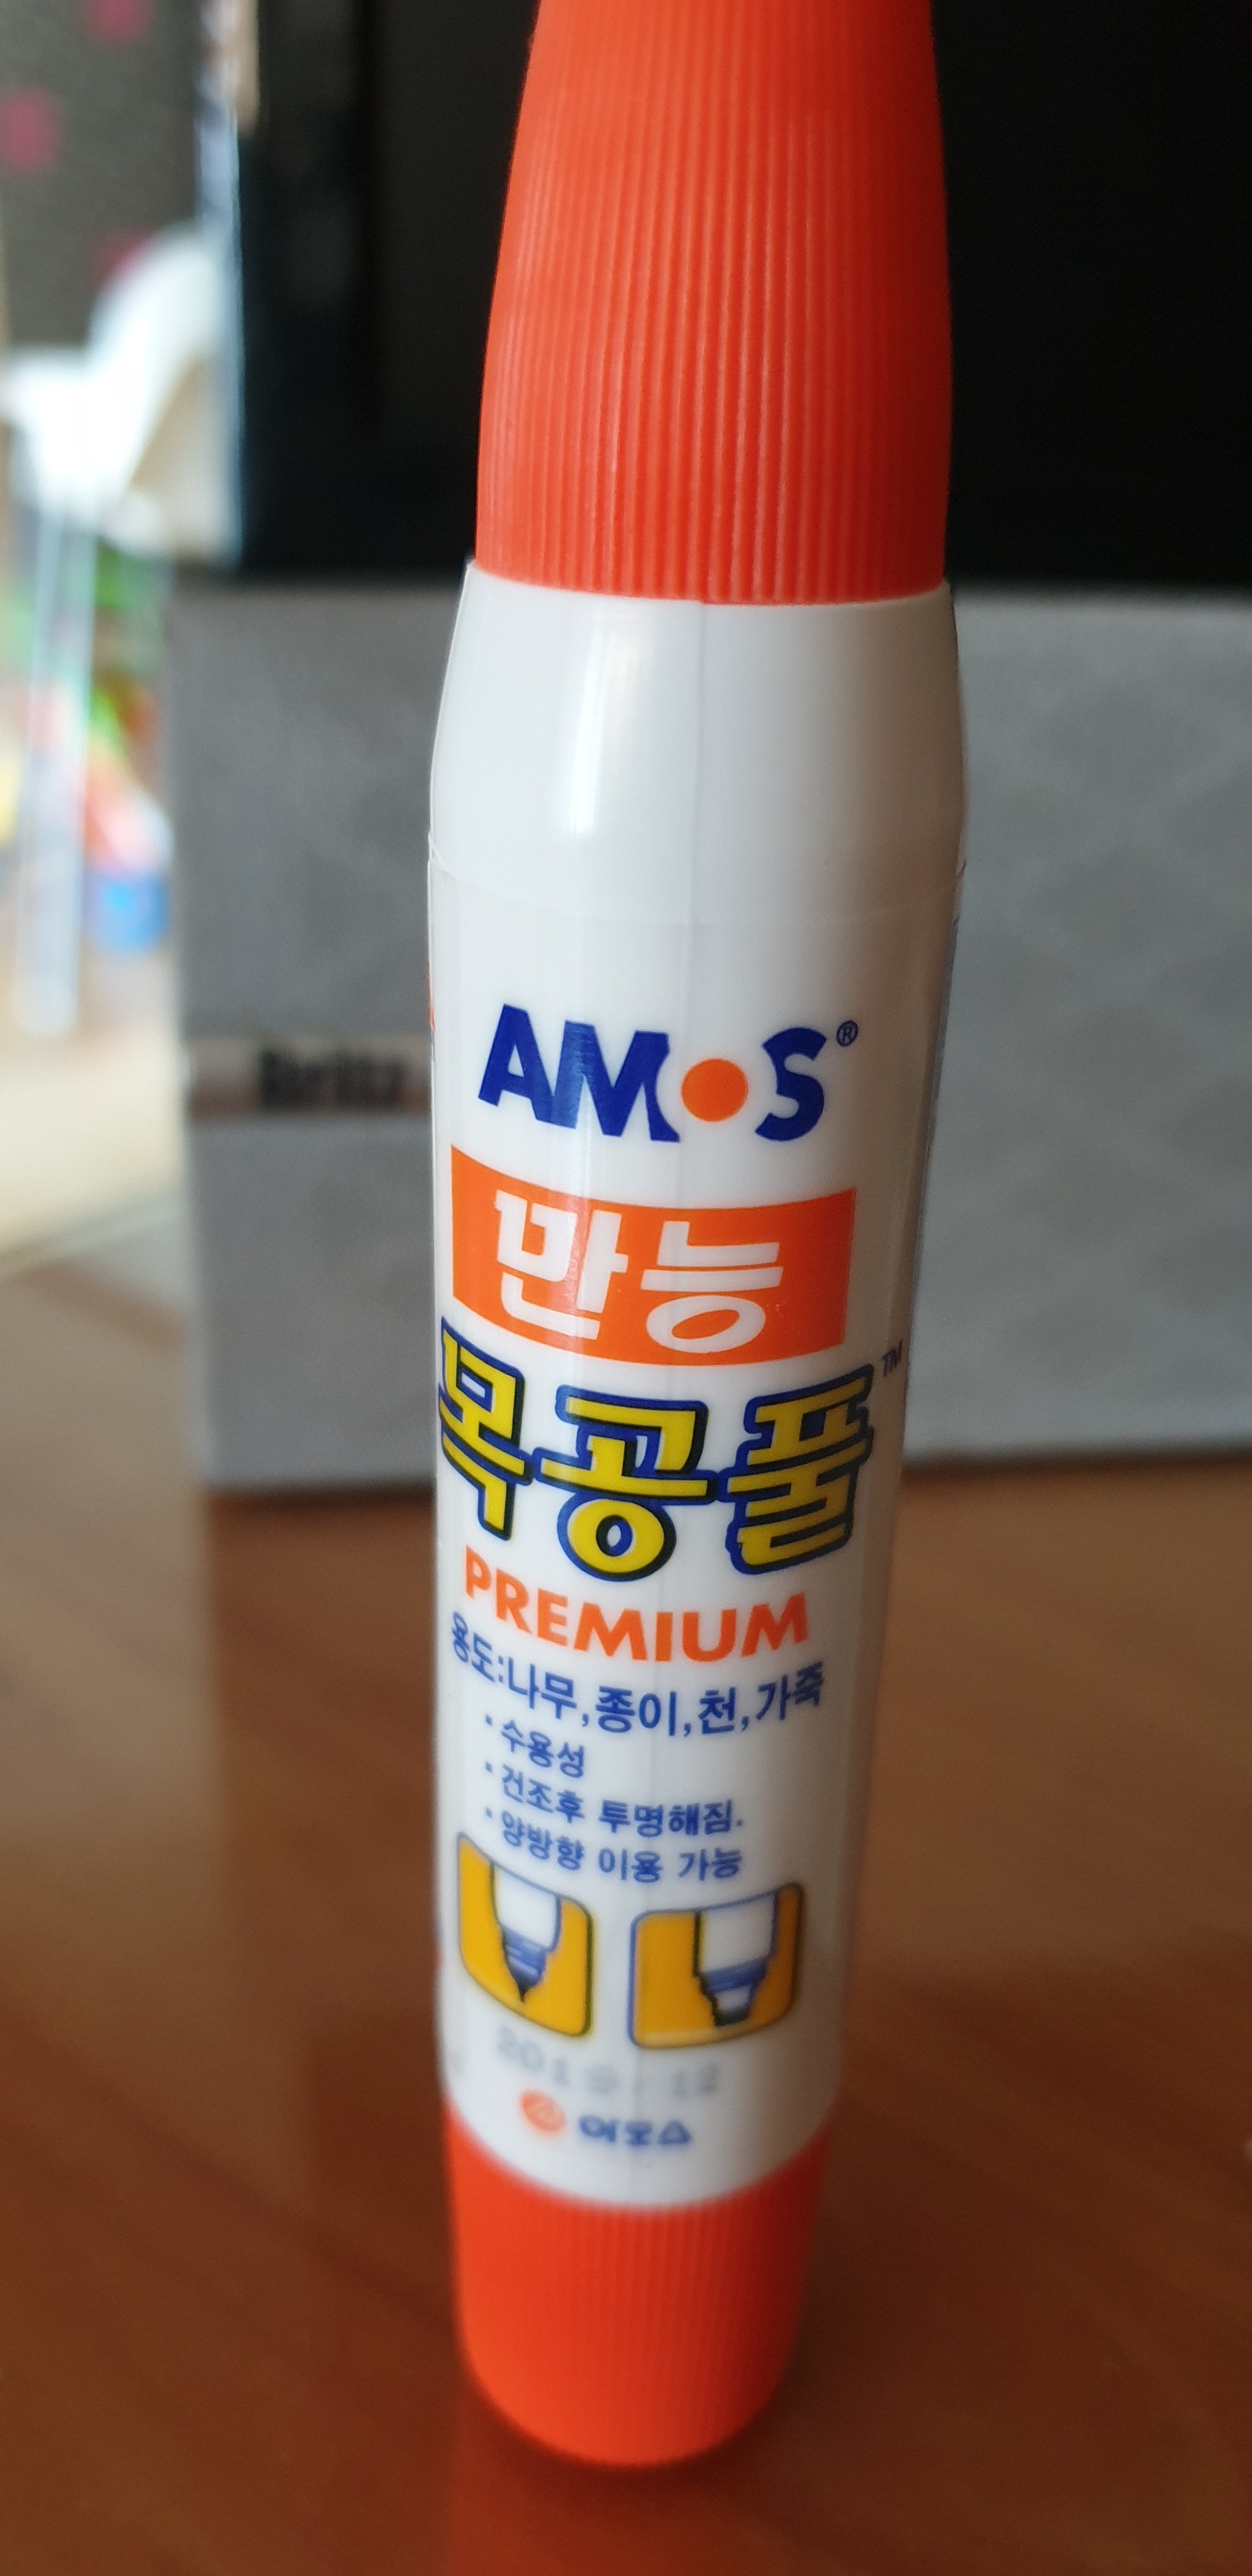 AMOS®
만능
목공풀™
PREMIUM
용도:나무,종이,천,가죽
· 수용성
· 건조후 투명해짐.
· 양방향 이용 가능
아모스
Britz